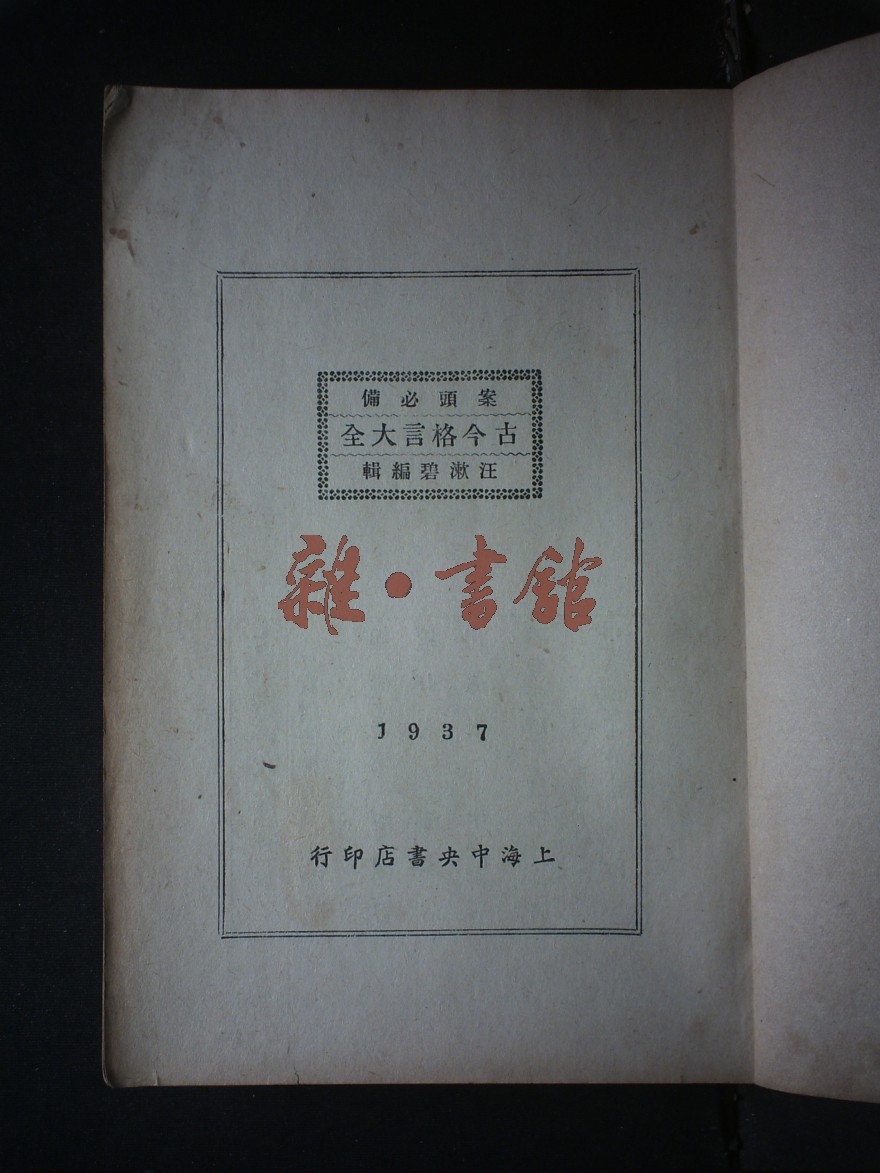 案頭必備
古今格言大全
汪漱碧編輯
雜•書館
1937
上海中央書店印行